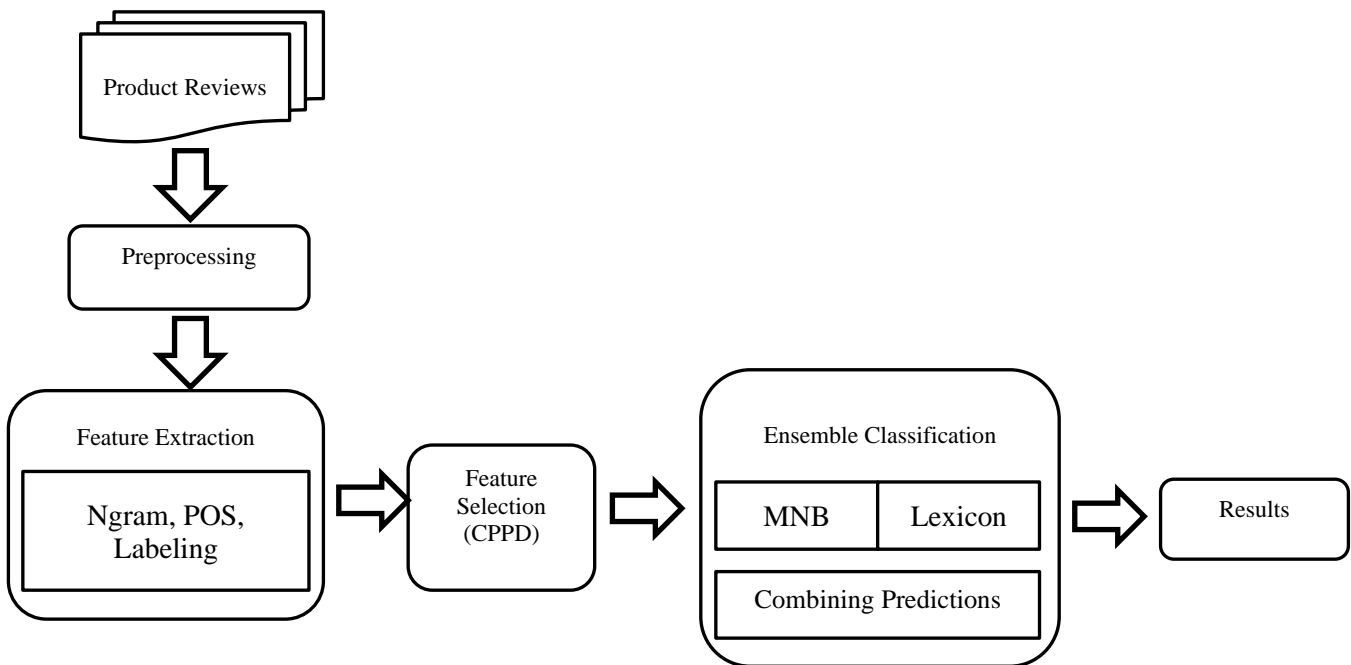 Product Reviews
Preprocessing
Feature Extraction
Ngram, POS,
Labeling
Feature
Selection
(CPPD)
Ensemble Classification
MNB
Lexicon
Combining Predictions
Results